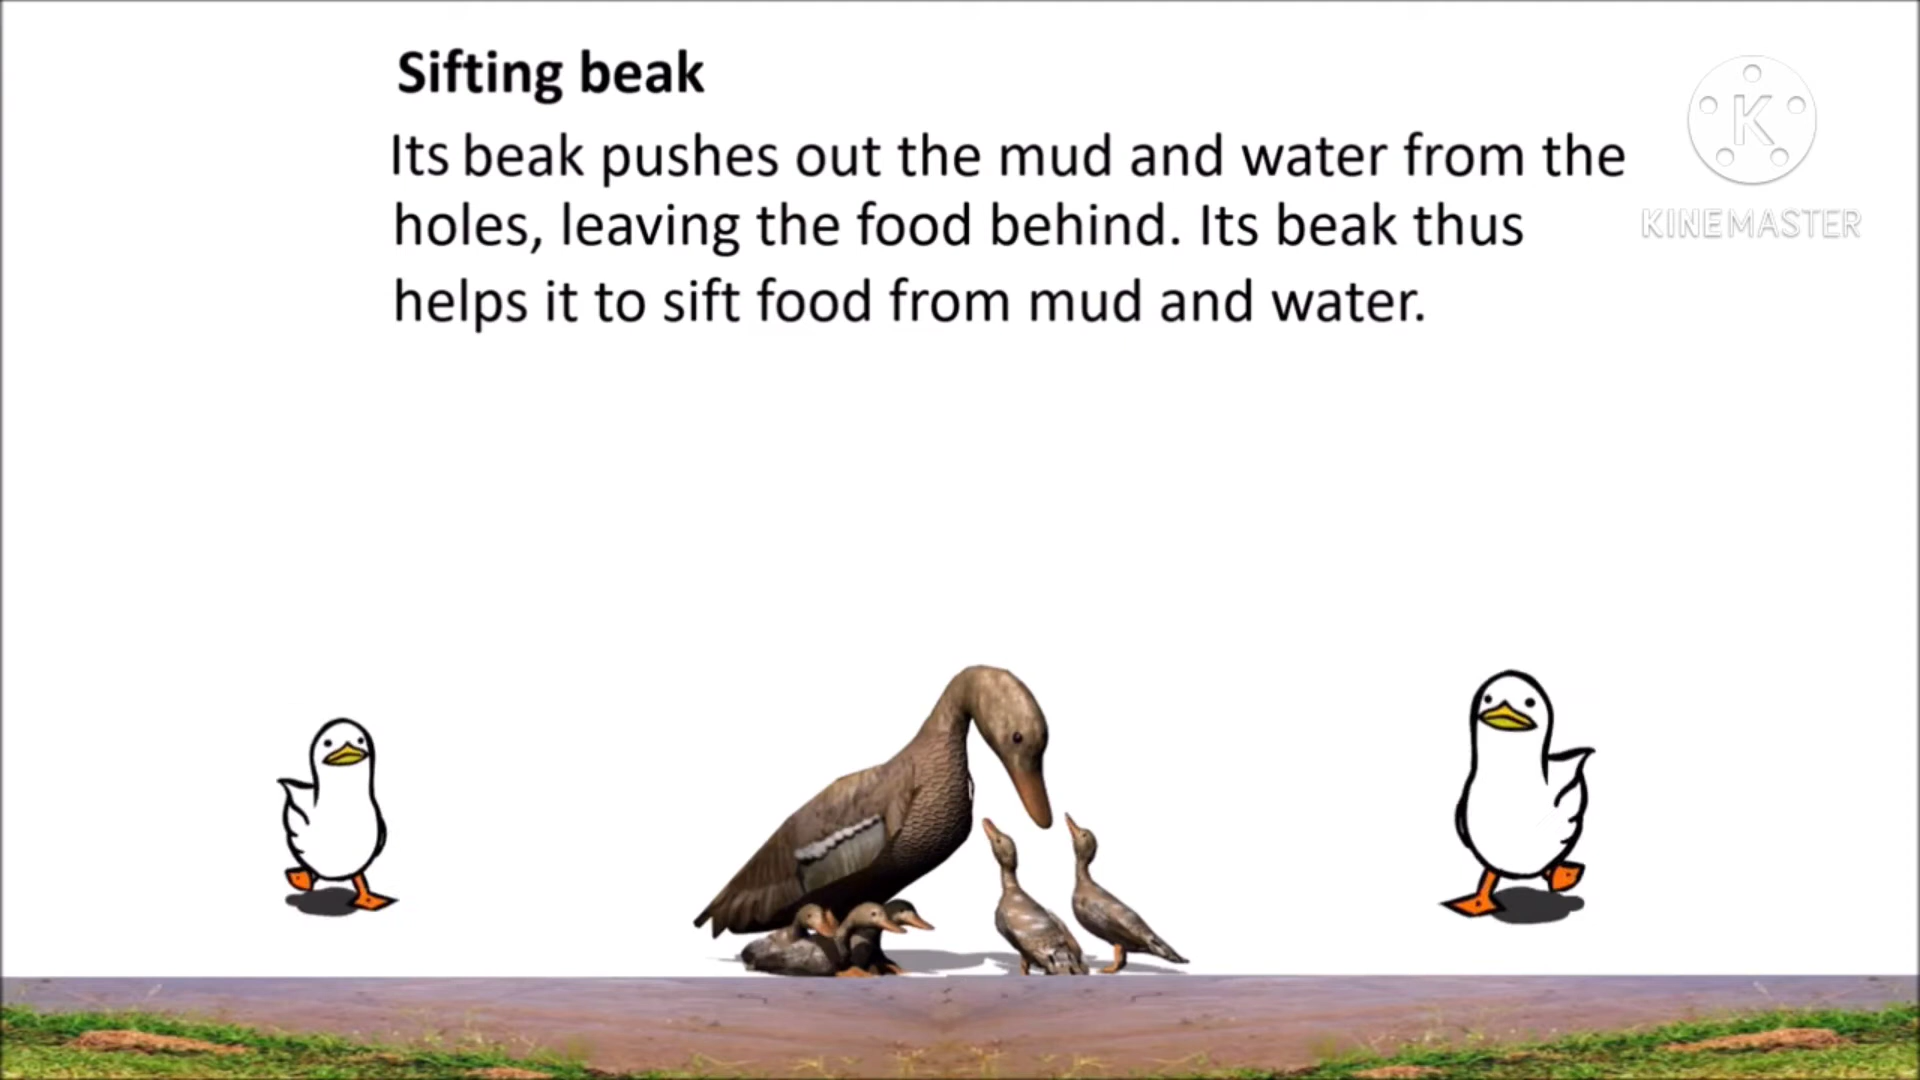 Sifting beak
Its beak pushes out the mud and water from the
holes, leaving the food behind. Its beak thus
helps it to sift food from mud and water.
K
KINEMASTER